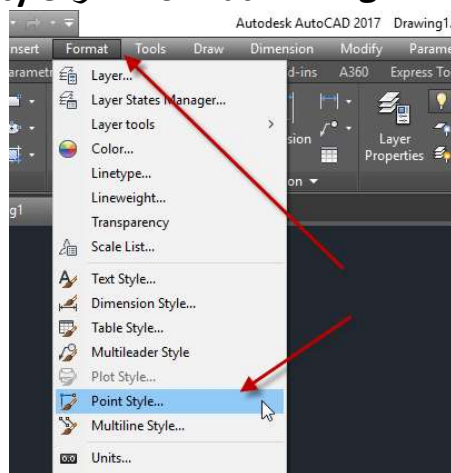 Autodesk AutoCAD 2017 Drawing1.
nsert Format Tools Draw Dimension Modify Parame
d-ins A360 Express To
Layer...
Layer States Manager...
Layer tools >
Color...
Linetype...
Lineweight...
Transparency
Scale List...
Text Style...
Dimension Style...
Table Style...
Multileader Style
Plot Style...
Point Style...
Multiline Style...
Units...
sion
Layer
Properties
on
g1